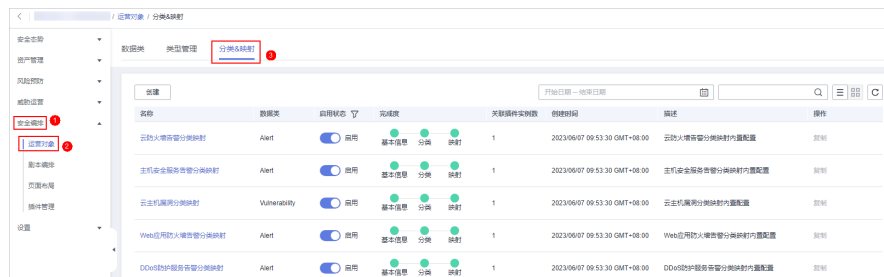 / 运营对象 / 分类&映射
安全态势
资产管理
风险预防
威胁运营
安全编排 1
运营对象 2
剧本编排
页面布局
插件管理
设置
数据类 类型管理 分类&映射 3
创建 开始日期 – 结束日期
名称 数据类 启用状态 完成度 关联插件实例数 创建时间 描述 操作
云防火墙告警分类映射 Alert 启用 基本信息 分类 映射 1 2023/06/07 09:53:30 GMT+08:00 云防火墙告警分类映射内置配置 复制
主机安全服务告警分类映射 Alert 启用 基本信息 分类 映射 1 2023/06/07 09:53:30 GMT+08:00 主机安全服务告警分类映射内置配置 复制
云主机漏洞分类映射 Vulnerability 启用 基本信息 分类 映射 1 2023/06/07 09:53:30 GMT+08:00 云主机漏洞分类映射内置配置 复制
Web应用防火墙告警分类映射 Alert 启用 基本信息 分类 映射 1 2023/06/07 09:53:30 GMT+08:00 Web应用防火墙告警分类映射内置配置 复制
DDoS防护服务告警分类映射 Alert 启用 基本信息 分类 映射 1 2023/06/07 09:53:30 GMT+08:00 DDoS防护服务告警分类映射内置配置 复制